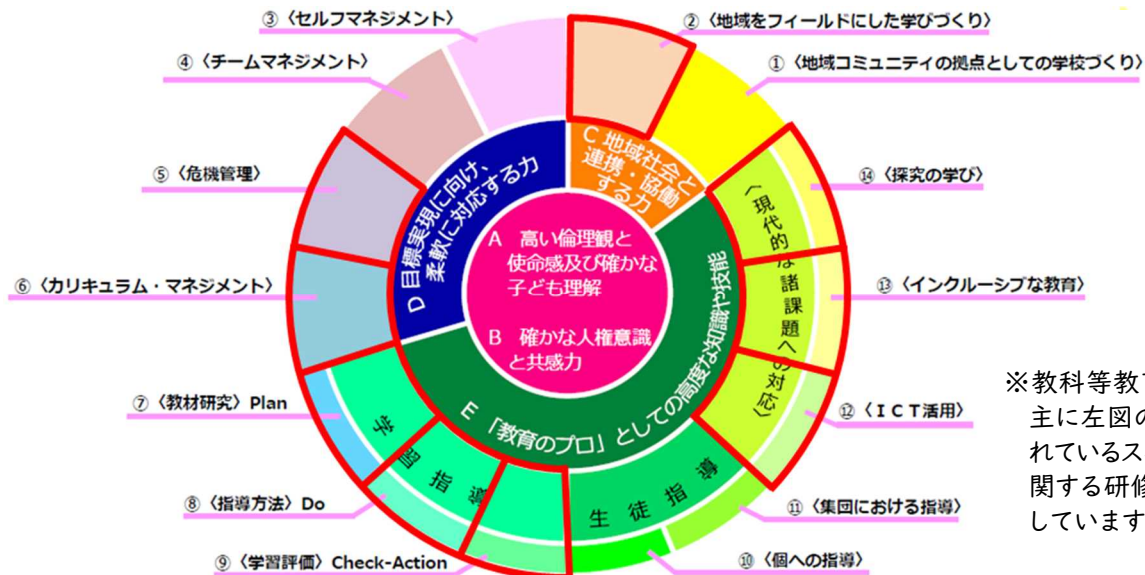 ③〈セルフマネジメント〉
②〈地域をフィールドにした学びづくり〉
④〈チームマネジメント〉
①〈地域コミュニティの拠点としての学校づくり〉
⑤〈危機管理〉
⑭〈探究の学び〉
⑥〈カリキュラム・マネジメント〉
⑬〈インクルーシブな教育〉
⑦〈教材研究〉Plan
⑫〈ICT活用〉
⑧〈指導方法〉Do
⑪〈集団における指導〉
⑨〈学習評価〉Check-Action
⑩〈個への指導〉
D 目標実現に向け、
柔軟に対応する力
C 地域社会と
連携・協働
する力
〈現代的な諸課題への対応〉
A 高い倫理観と
使命感及び確かな
子ども理解
B 確かな人権意識
と共感力
E 「教育のプロ」としての高度な知識や技能
学習指導
生徒指導
※教科等教
主に左図の
れているス
関する研修
しています